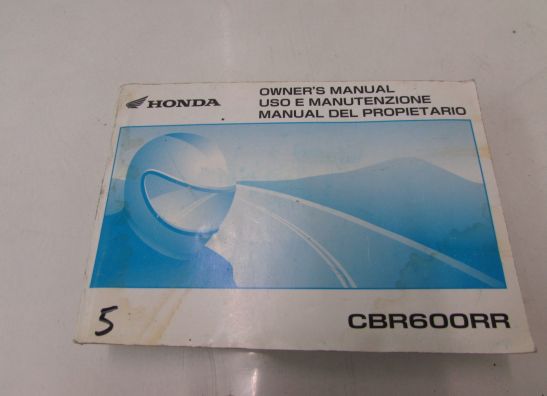 HONDA
OWNER'S MANUAL
USO E MANUTENZIONE
MANUAL DEL PROPIETARIO
5
CBR600RR